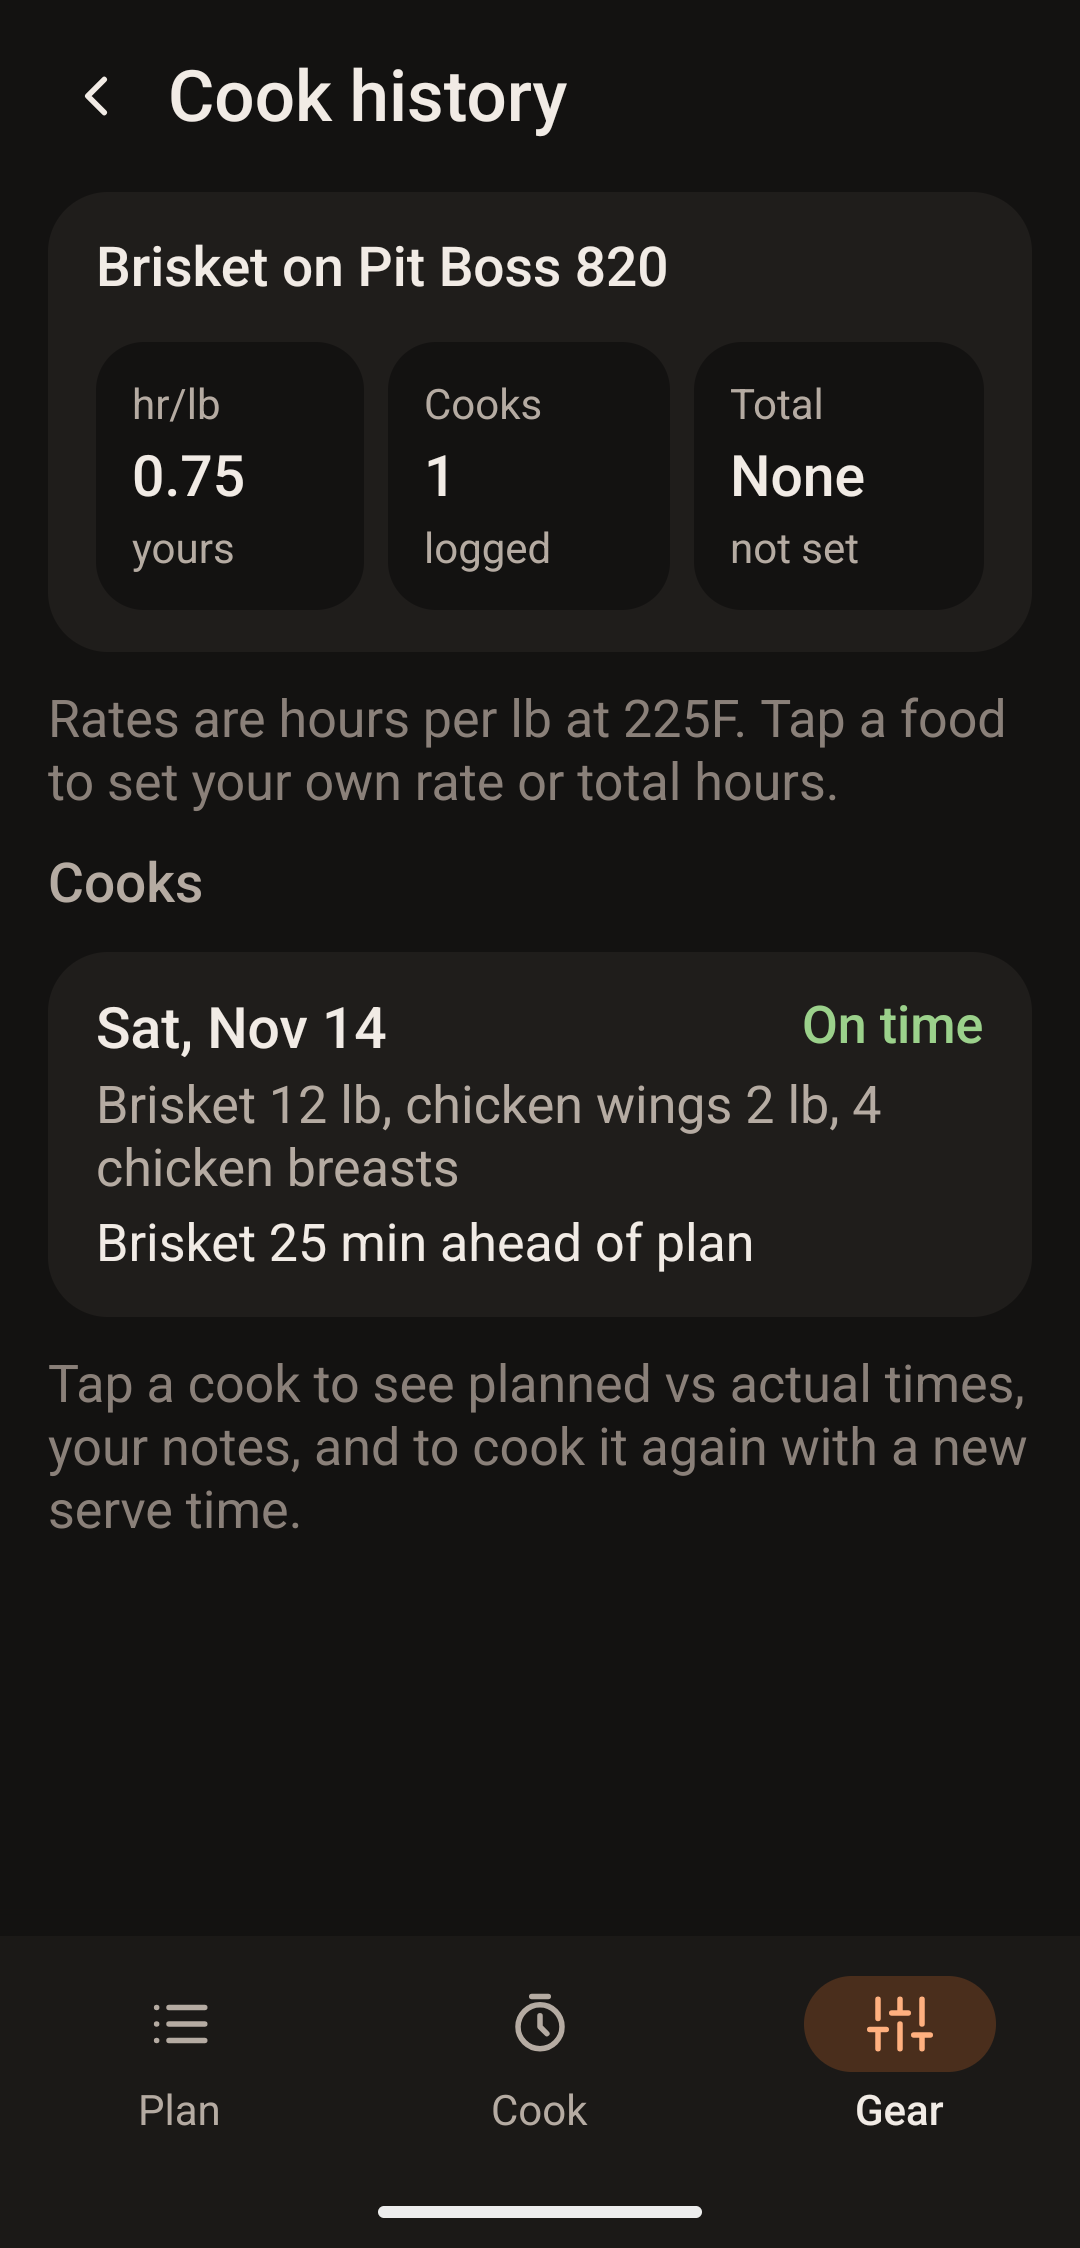 Cook history
Brisket on Pit Boss 820
hr/lb
0.75
yours
Cooks
1
logged
Total
None
not set
Rates are hours per lb at 225F. Tap a food
to set your own rate or total hours.
Cooks
Sat, Nov 14
On time
Brisket 12 lb, chicken wings 2 lb, 4
chicken breasts
Brisket 25 min ahead of plan
Tap a cook to see planned vs actual times,
your notes, and to cook it again with a new
serve time.
Plan
Cook
Gear